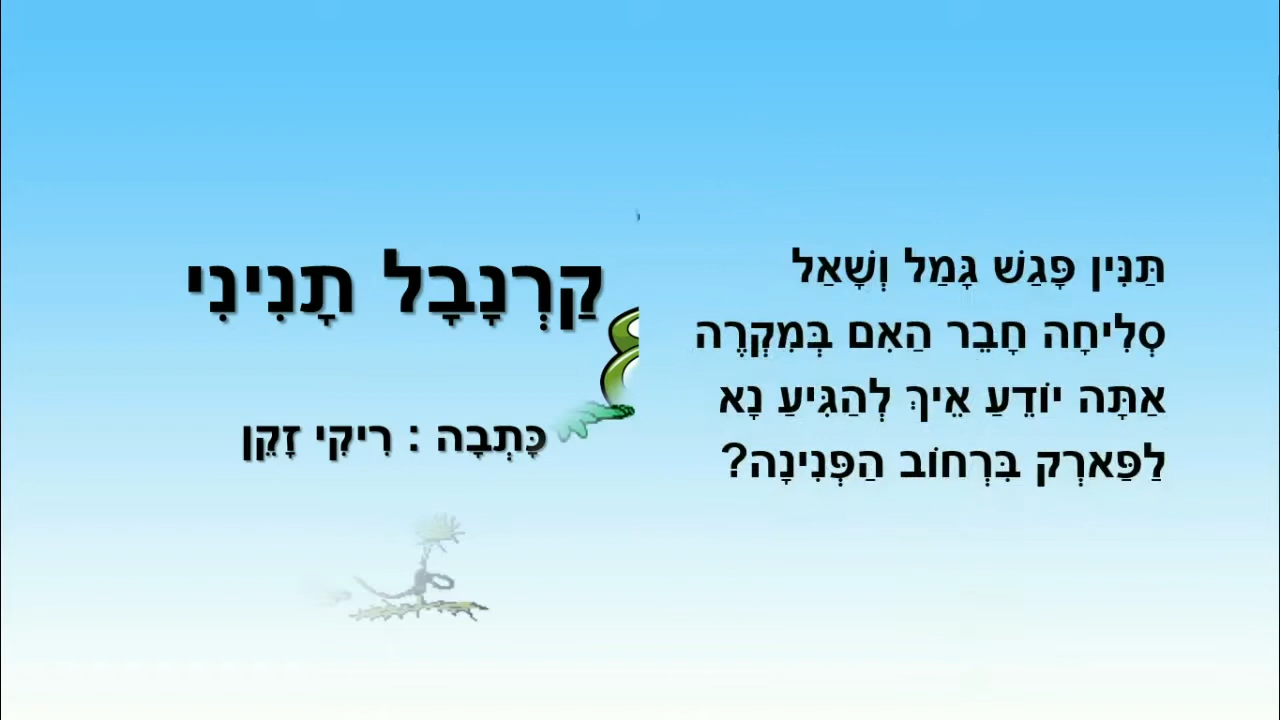 קַרְנָבָל תָנִינִי
כָּתְבָה : רִיקִי זָקֵן
תַּנִּין פָּגַשׁ גָּמַל וְשָׁאַל
סְלִיחָה חָבֵר הַאִם בְּמִקְרֶה
אַתָּה יוֹדֵעַ אֵיךְ לְהַגִּיעַ נָא
לַפַּארְק בִּרְחוֹב הַפְּנִינָה?